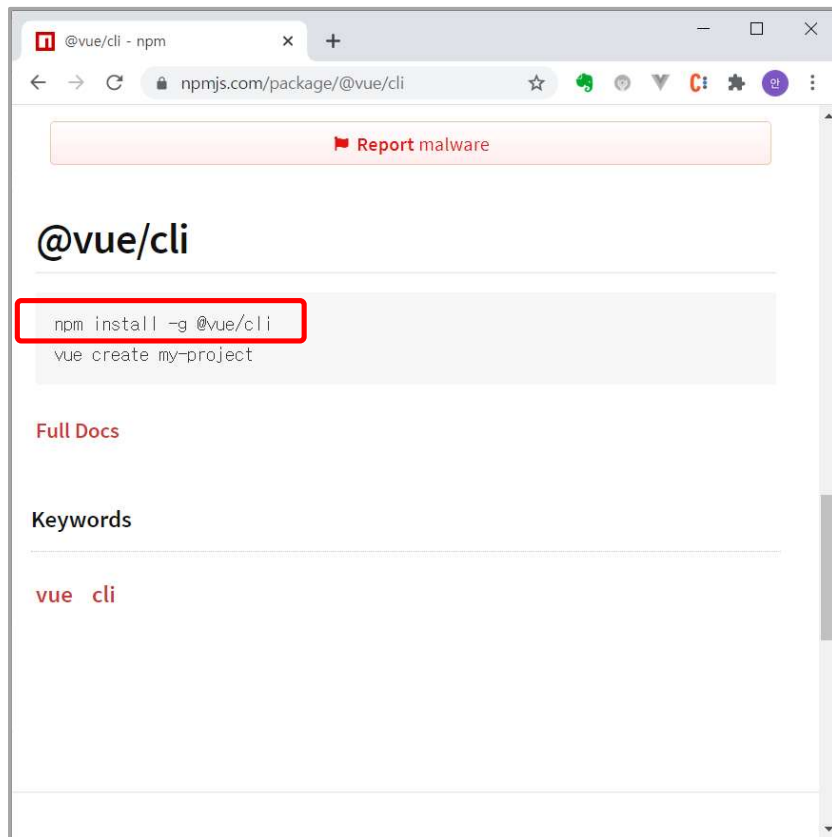 @vue/cli - npm
npmjs.com/package/@vue/cli
안
Report malware
@vue/cli
npm install -g @vue/cli
vue create my-project
Full Docs
Keywords
vue cli